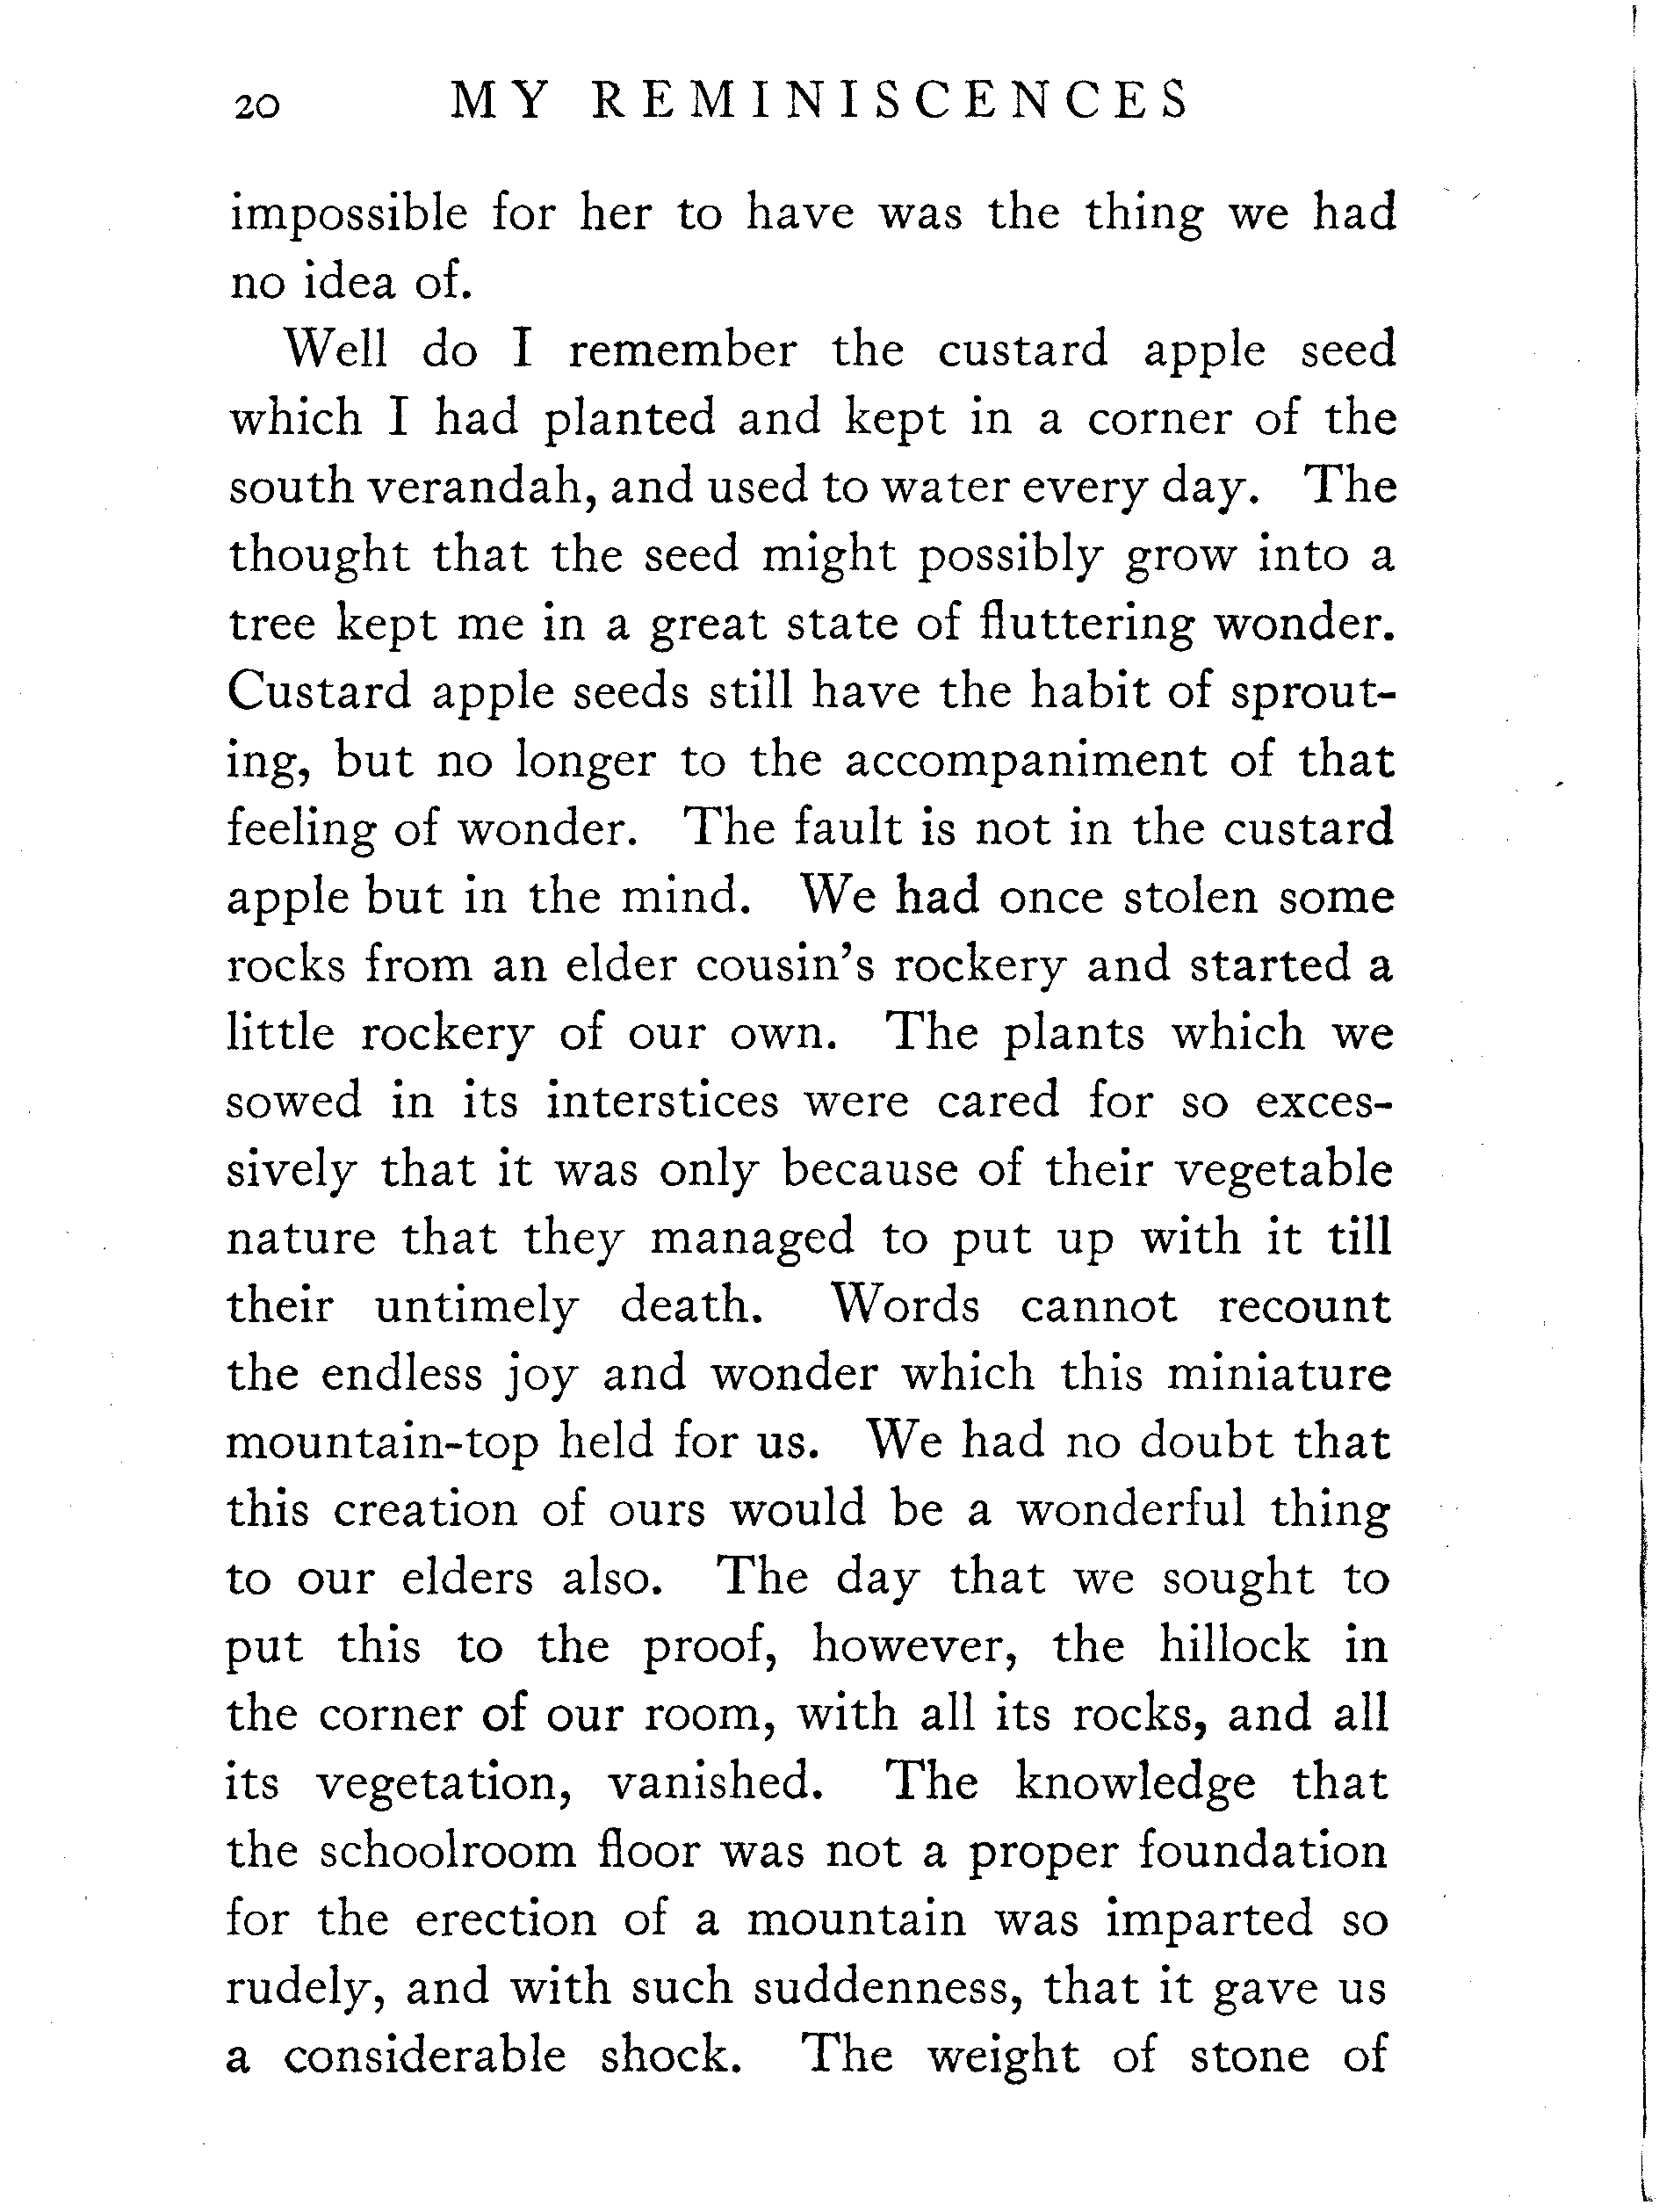 20 MY REMINISCENCES
impossible for her to have was the thing we had
no idea of.
Well do I remember the custard apple seed
which I had planted and kept in a corner of the
south verandah, and used to water every day. The
thought that the seed might possibly grow into a
tree kept me in a great state of fluttering wonder.
Custard apple seeds still have the habit of sprout-
ing, but no longer to the accompaniment of that
feeling of wonder. The fault is not in the custard
apple but in the mind. We had once stolen some
rocks from an elder cousin's rockery and started a
little rockery of our own. The plants which we
sowed in its interstices were cared for so exces-
sively that it was only because of their vegetable
nature that they managed to put up with it till
their untimely death. Words cannot recount
the endless joy and wonder which this miniature
mountain-top held for us. We had no doubt that
this creation of ours would be a wonderful thing
to our elders also. The day that we sought to
put this to the proof, however, the hillock in
the corner of our room, with all its rocks, and all
its vegetation, vanished. The knowledge that
the schoolroom floor was not a proper foundation
for the erection of a mountain was imparted so
rudely, and with such suddenness, that it gave us
a considerable shock. The weight of stone of